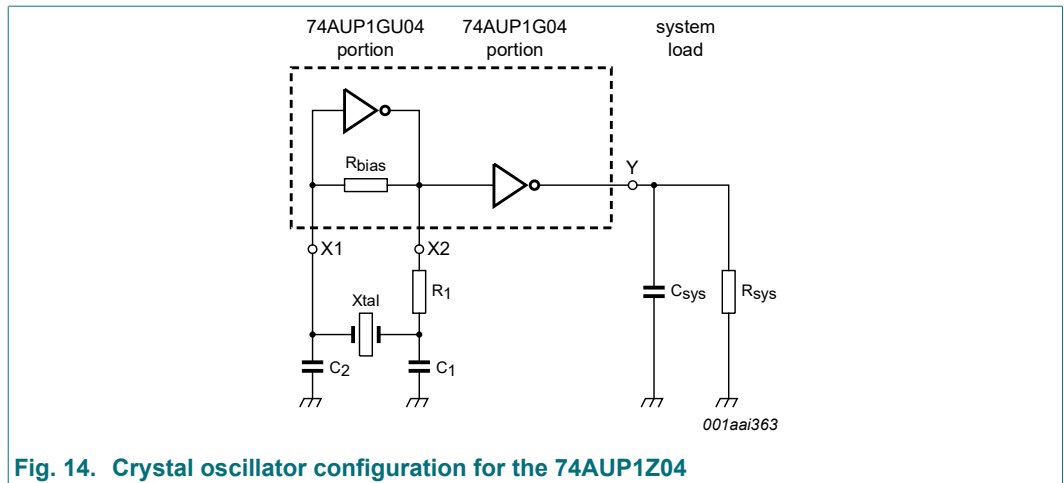 74AUP1GU04
portion
74AUP1G04
portion
system
load
Rbias
Y
X1
X2
R1
Xtal
C2
C1
Csys
Rsys
001aai363
Fig. 14. Crystal oscillator configuration for the 74AUP1Z04